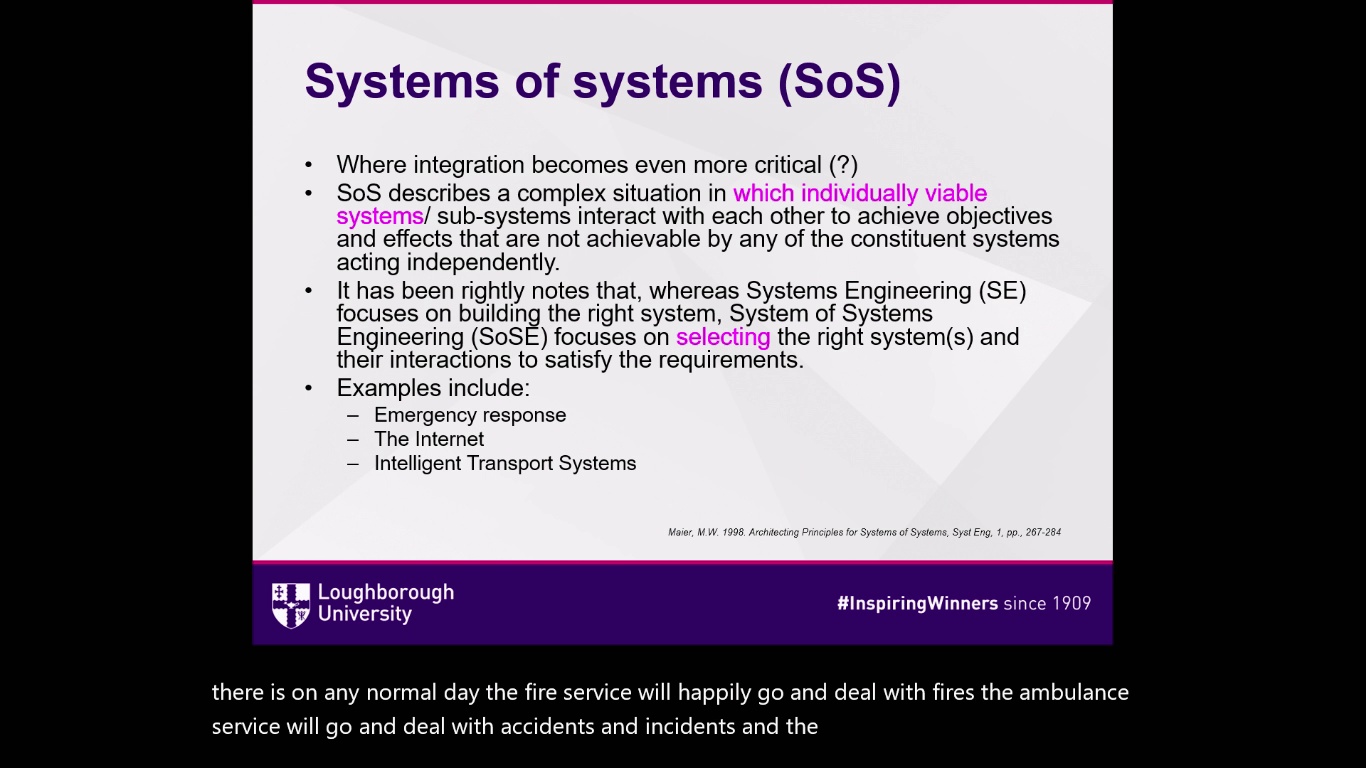 Systems of systems (SoS)
• Where integration becomes even more critical (?)
• SoS describes a complex situation in which individually viable
systems/ sub-systems interact with each other to achieve objectives
and effects that are not achievable by any of the constituent systems
acting independently.
• It has been rightly notes that, whereas Systems Engineering (SE)
focuses on building the right system, System of Systems
Engineering (SoSE) focuses on selecting the right system(s) and
their interactions to satisfy the requirements.
• Examples include:
– Emergency response
– The Internet
– Intelligent Transport Systems
Maier, M.W. 1998. Architecting Principles for Systems of Systems, Syst Eng, 1, pp., 267-284
Loughborough
University
#InspiringWinners since 1909
there is on any normal day the fire service will happily go and deal with fires the ambulance
service will go and deal with accidents and incidents and the